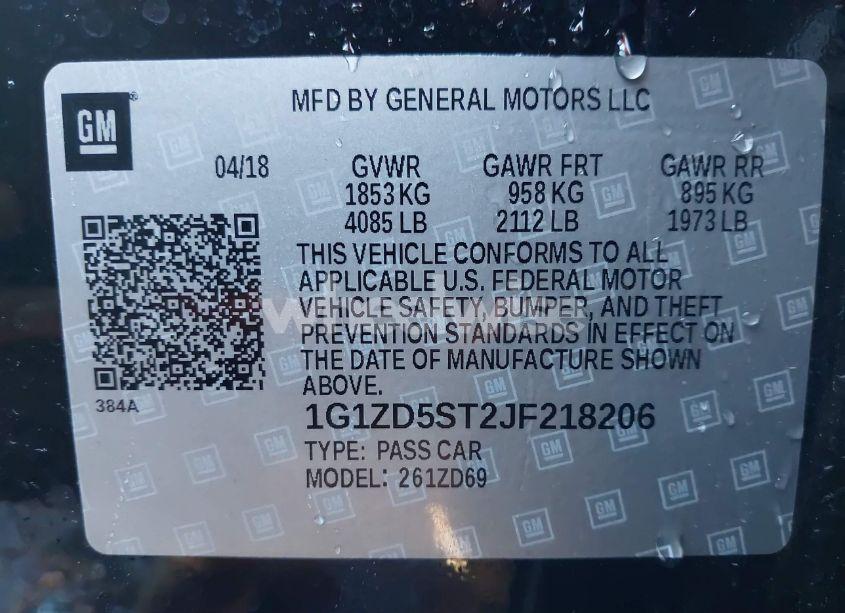 GM
MFD BY GENERAL MOTORS LLC
04/18 GVWR GAWR FRT GAWR RR
1853 KG 958 KG 895 KG
4085 LB 2112 LB 1973 LB
THIS VEHICLE CONFORMS TO ALL
APPLICABLE U.S. FEDERAL MOTOR
VEHICLE SAFETY, BUMPER, AND THEFT
PREVENTION STANDARDS IN EFFECT ON
THE DATE OF MANUFACTURE SHOWN
ABOVE.
384A
1G1ZD5ST2JF218206
TYPE: PASS CAR
MODEL: 261ZD69